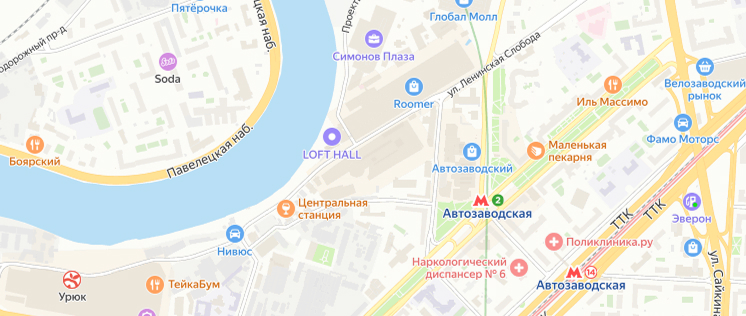 Пятёрочка
Глобал Молл
Симонов Плаза
ул. Ленинская Слобода
Soda
Roomer
Иль Массимо
Велозаводский
рынок
Боярский
Павелецкая наб.
LOFT HALL
Автозаводский
Маленькая
пекарня
Фамо Моторс
Центральная
станция
2
Автозаводская
ТТК
ТТК
Эверон
Нивюс
Поликлиника.ру
Наркологический
диспансер № 6
14
Автозаводская
Урюк
ТейкаБум